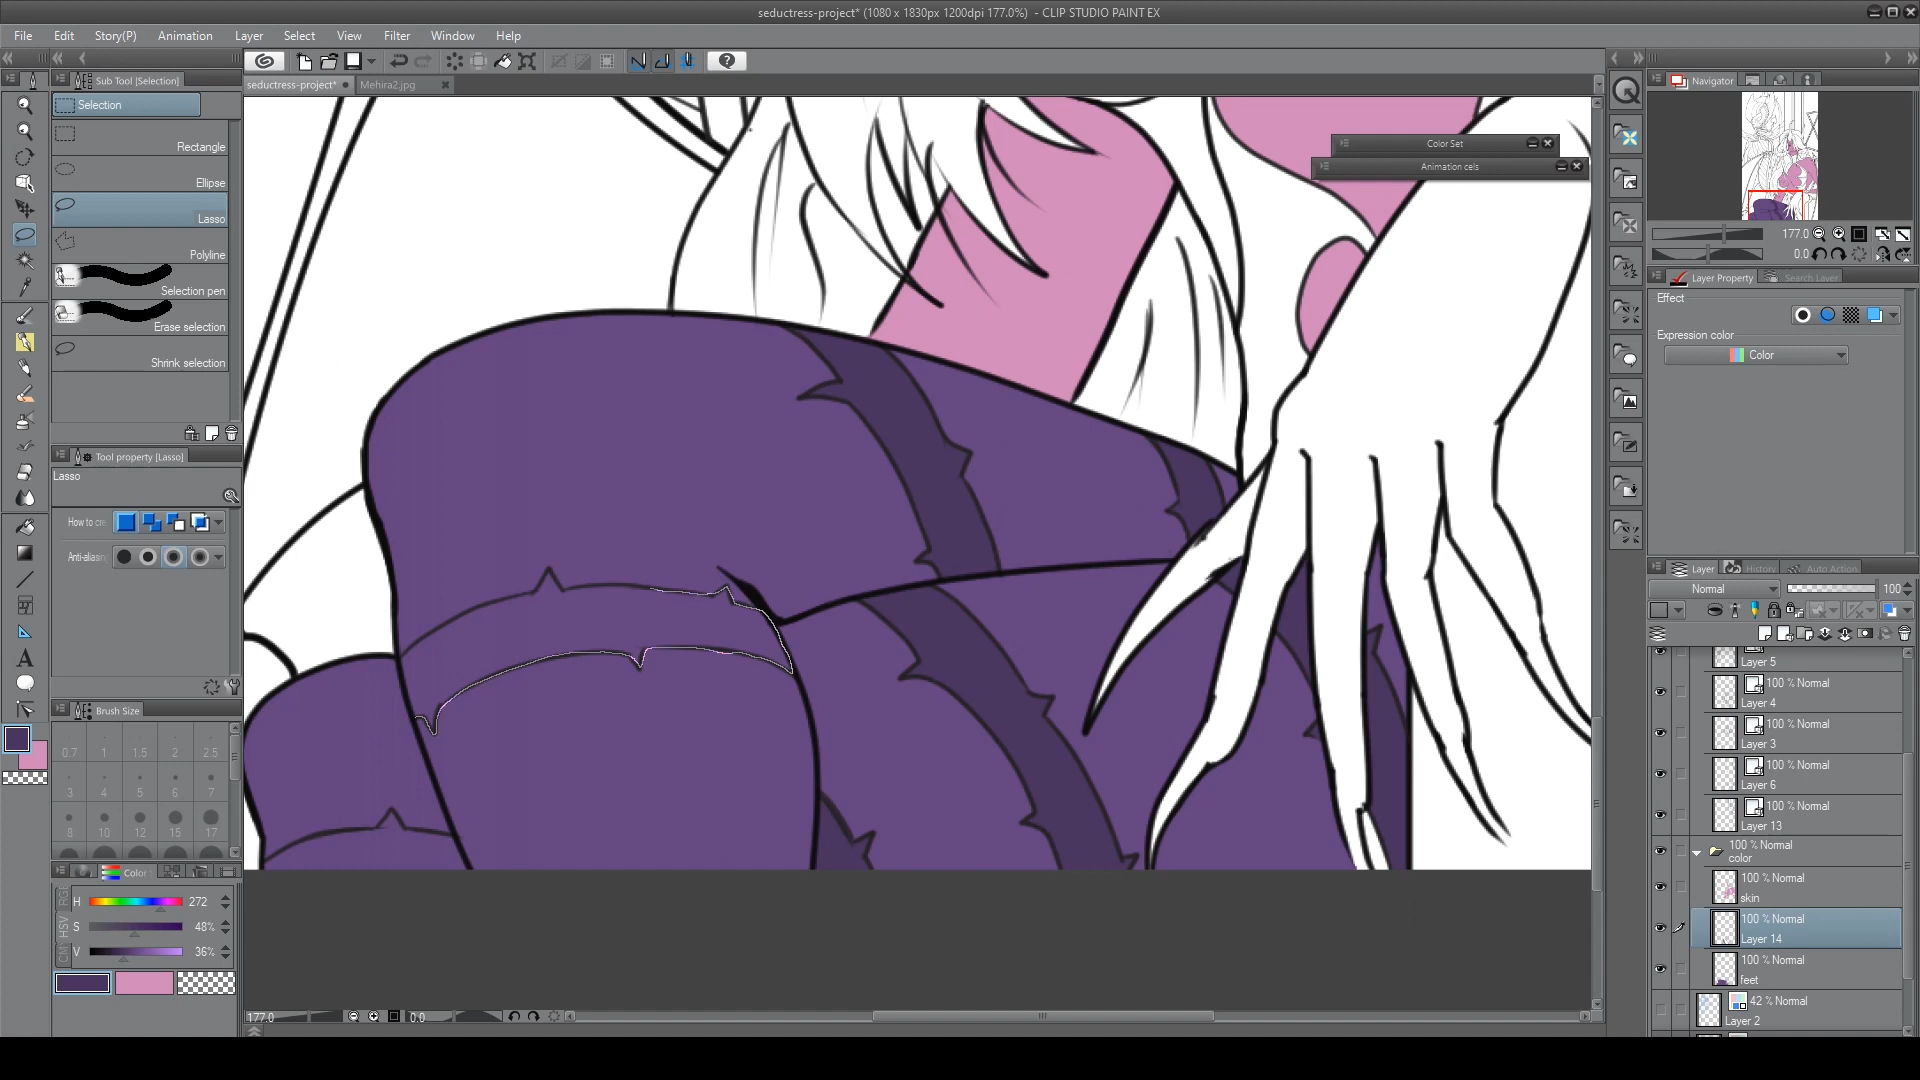 seductress-project* (1080 x 1830px 1200dpi 177.0%) - CLIP STUDIO PAINT EX
File Edit Story(P) Animation Layer Select View Filter Window Help
Sub Tool [Selection]
seductress-project* Mehira2.jpg
Navigator
Selection
Rectangle
Ellipse
Lasso
Polyline
Selection pen
Erase selection
Shrink selection
Color Set
Animation cels
177.0
0.0
Layer Property Search Layer
Effect
Expression color
Color
Tool property [Lasso]
Lasso
How to cre
Anti-aliasin
Brush Size
0.7 1 1.5 2 2.5
3 4 5 6 7
8 10 12 15 17
Color
RGB
HSV
CM
H 272
S 48%
V 36%
177.0 0.0
Layer History Auto Action
Normal 100
Layer 5
100 % Normal
Layer 4
100 % Normal
Layer 3
100 % Normal
Layer 6
100 % Normal
Layer 13
100 % Normal
color
100 % Normal
skin
100 % Normal
Layer 14
100 % Normal
feet
42 % Normal
Layer 2